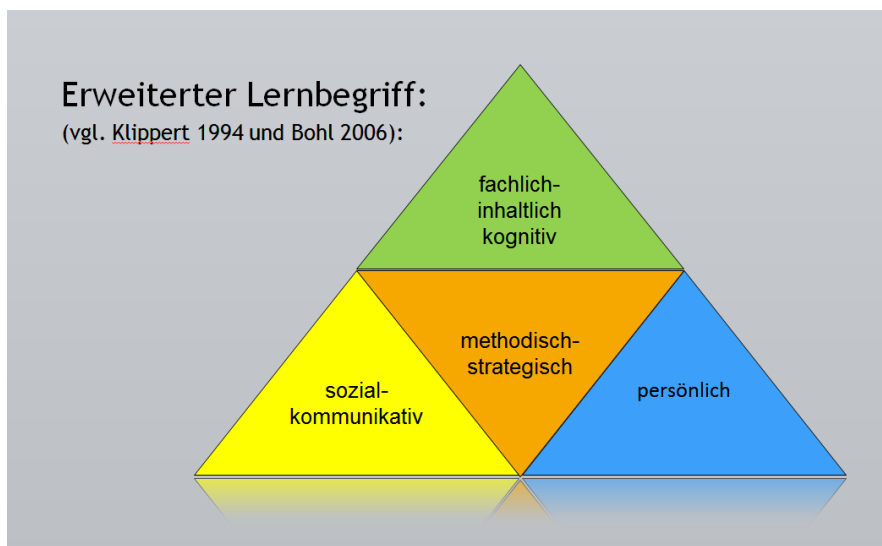 Erweiterter Lernbegriff:
(vgl. Klippert 1994 und Bohl 2006):
fachlich-
inhaltlich
kognitiv
methodisch-
strategisch
sozial-
kommunikativ
persönlich